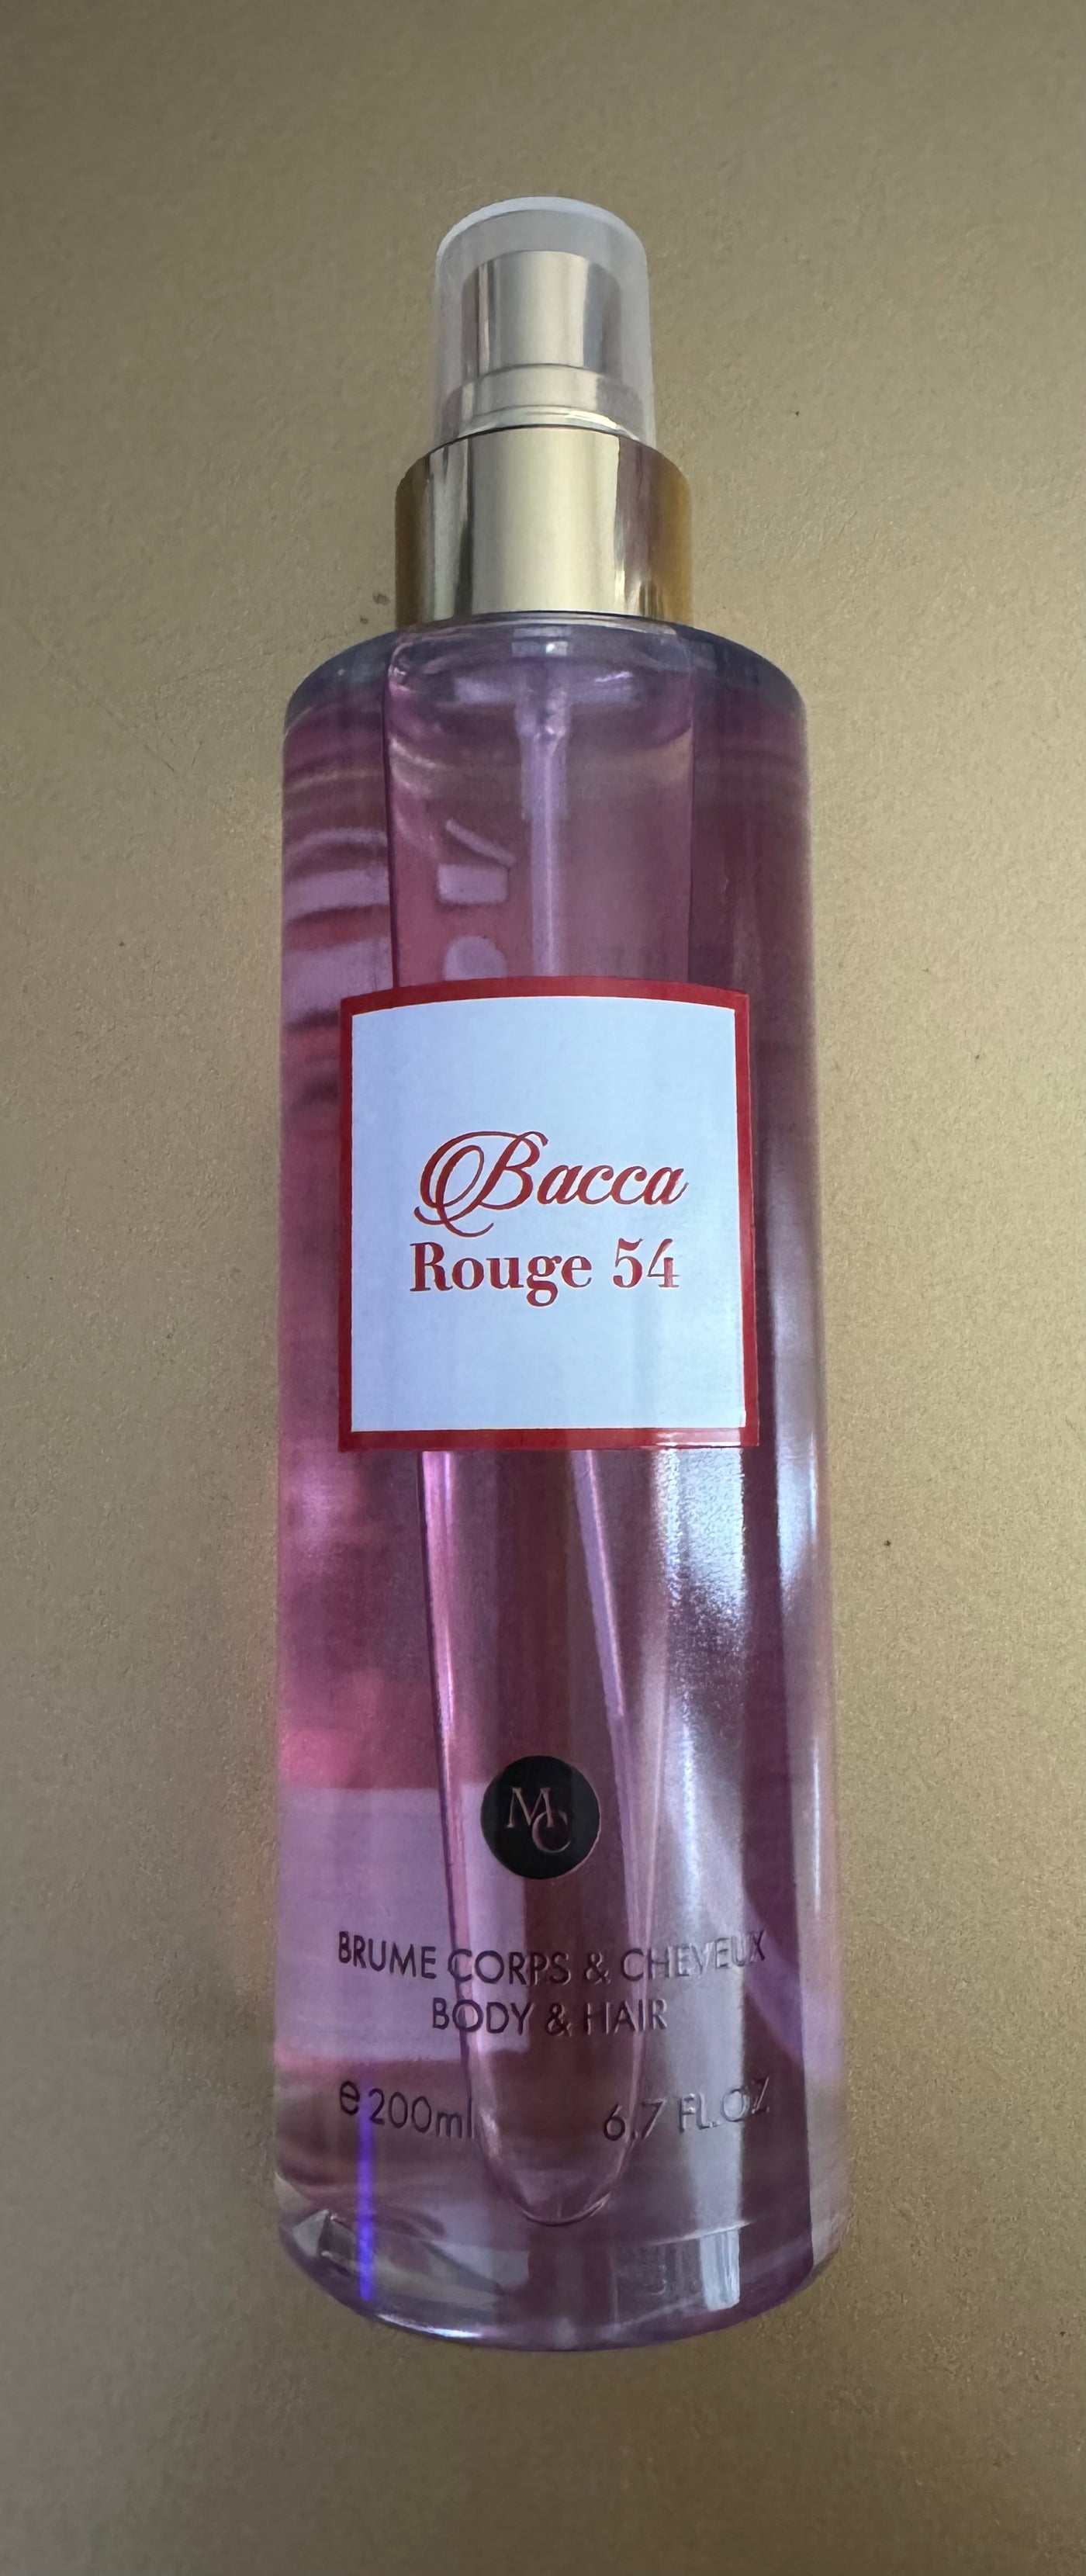 Bacca
Rouge 54
MC
BRUME CORPS & CHEVEUX
BODY & HAIR
e 200ml 6.7 FL.OZ